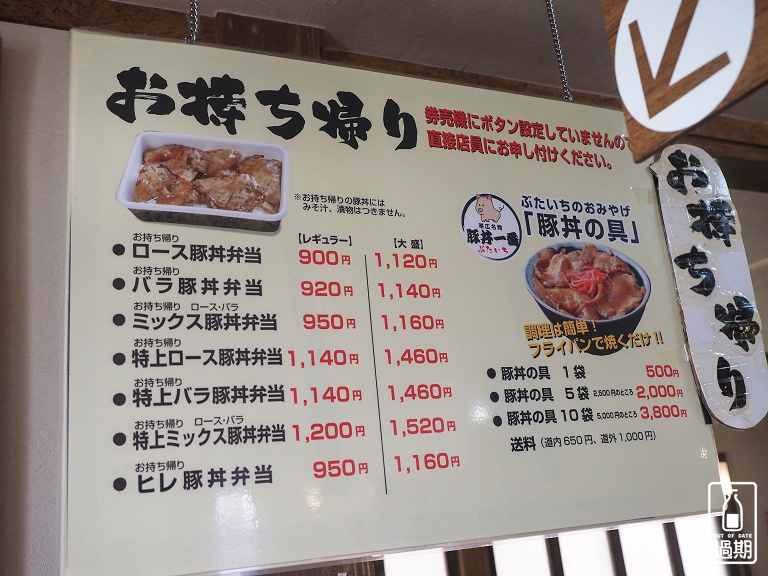 お持ち帰り
券売機にボタン設定していませんの
直接店員にお申し付けください。
※お持ち帰りの豚丼には
みそ汁、漬物はつきません。
【レギュラー】 【大 盛】
お持ち帰り
●ロース豚丼弁当 900円 1,120円
お持ち帰り
●バラ豚丼弁当 920円 1,140円
お持ち帰り ロース・バラ
●ミックス豚丼弁当 950円 1,160円
お持ち帰り
●特上ロース豚丼弁当 1,140円 1,460円
お持ち帰り
●特上バラ豚丼弁当 1,140円 1,460円
お持ち帰り ロース・バラ
●特上ミックス豚丼弁当 1,200円 1,520円
お持ち帰り
●ヒレ豚丼弁当 950円 1,160円
帯広名物
豚丼一番
ぶたいち
ぶたいちのおみやげ
「豚丼の具」
調理は簡単!
フライパンで焼くだけ!!
●豚丼の具 1袋 500円
●豚丼の具 5袋 2,500円のところ 2,000円
●豚丼の具 10袋 5,000円のところ 3,800円
送料(道内650円、道外1,000円)
お持ち帰り
OUT OF DATE
過期